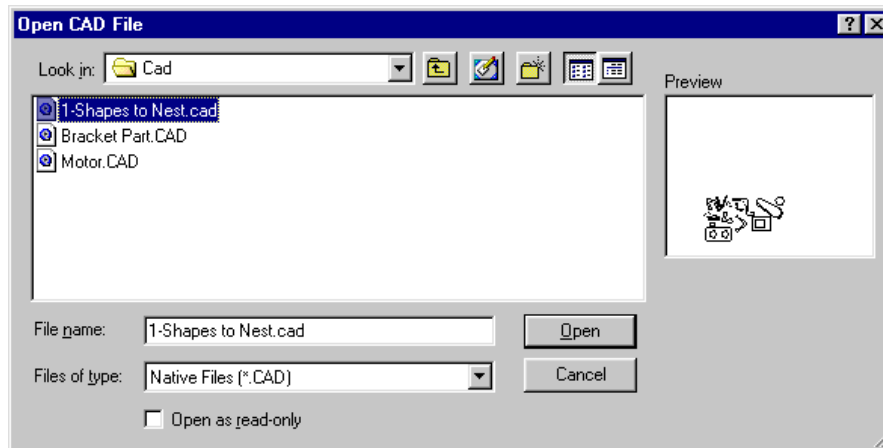 Open CAD File
Look in: Cad
Preview
1-Shapes to Nest.cad
Bracket Part.CAD
Motor.CAD
File name: 1-Shapes to Nest.cad Open
Files of type: Native Files (*.CAD) Cancel
Open as read-only